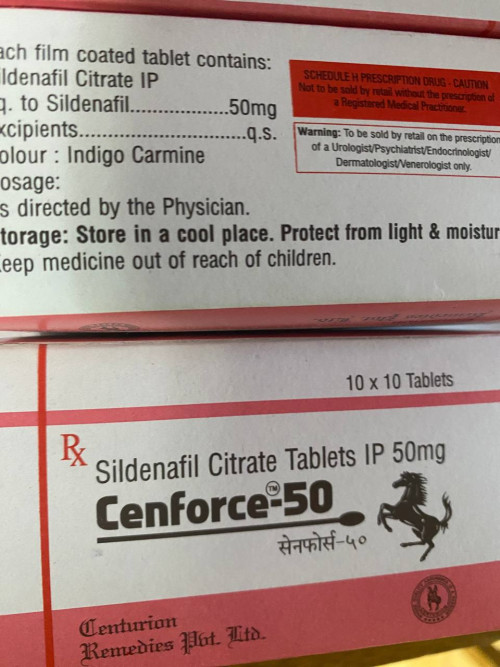 ach film coated tablet contains:
ildenafil Citrate IP
q. to Sildenafil..................50mg
xcipients..............................q.s.
olour : Indigo Carmine
osage:
s directed by the Physician.
torage: Store in a cool place. Protect from light & moistur
eep medicine out of reach of children.
SCHEDULE H PRESCRIPTION DRUG - CAUTION
Not to be sold by retail without the prescription of
a Registered Medical Practitioner.
Warning: To be sold by retail on the prescription
of a Urologist/Psychiatrist/Endocrinologist/
Dermatologist/Venerologist only.
10 x 10 Tablets
Rx
Sildenafil Citrate Tablets IP 50mg
Cenforce™-50
सेनफोर्स-५०
Centurion
Remedies Pvt. Ltd.